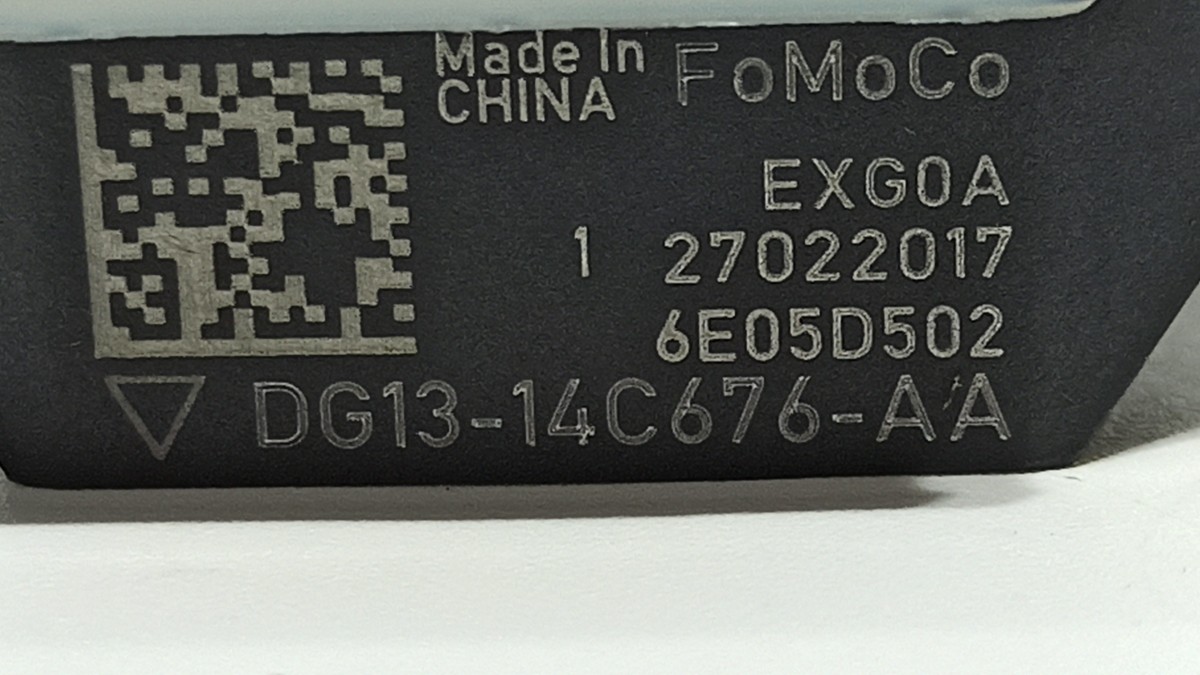 Made In
CHINA
FoMoCo
EXG0A
1 27022017
6E05D502
DG13-14C676-AA